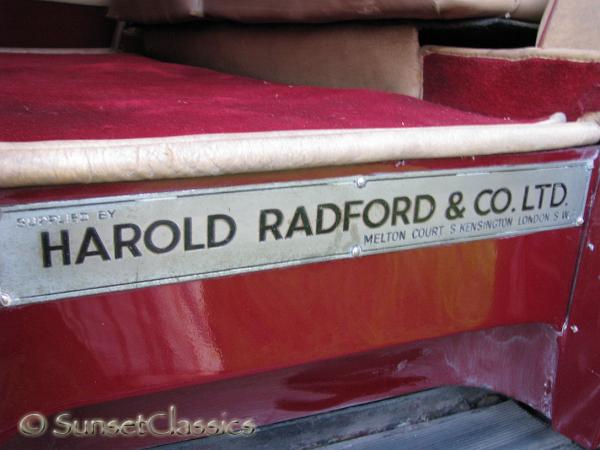 SUPPLIED BY
HAROLD RADFORD & CO. LTD.
MELTON COURT S. KENSINGTON LONDON S.W.
© SunsetClassics